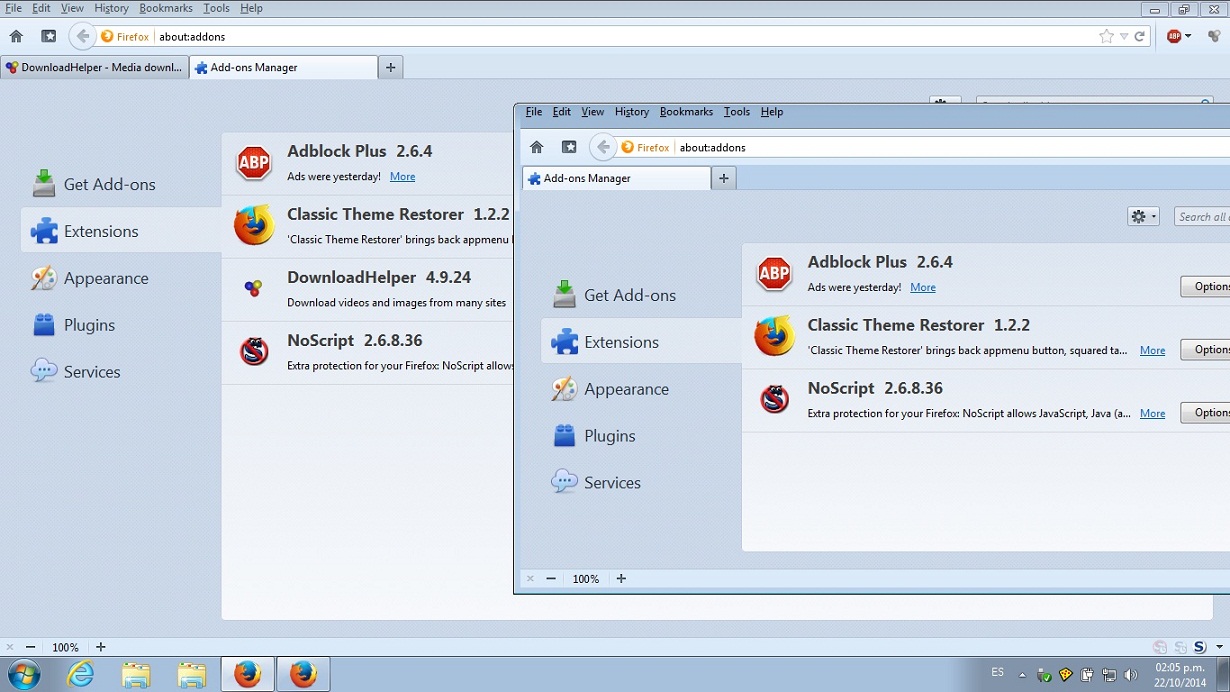 File Edit View History Bookmarks Tools Help
Firefox about:addons
ABP
DownloadHelper - Media downl...
Add-ons Manager
Get Add-ons
Extensions
Appearance
Plugins
Services
ABP
Adblock Plus 2.6.4
Ads were yesterday! More
Classic Theme Restorer 1.2.2
'Classic Theme Restorer' brings back appmenu
DownloadHelper 4.9.24
Download videos and images from many sites
NoScript 2.6.8.36
Extra protection for your Firefox: NoScript allows
File Edit View History Bookmarks Tools Help
Firefox about:addons
Add-ons Manager
Search all
Get Add-ons
Extensions
Appearance
Plugins
Services
ABP
Adblock Plus 2.6.4
Ads were yesterday! More
Options
Classic Theme Restorer 1.2.2
'Classic Theme Restorer' brings back appmenu button, squared ta... More
Options
NoScript 2.6.8.36
Extra protection for your Firefox: NoScript allows JavaScript, Java (a... More
Options
× − 100% +
× − 100% +
ES
02:05 p.m.
22/10/2014